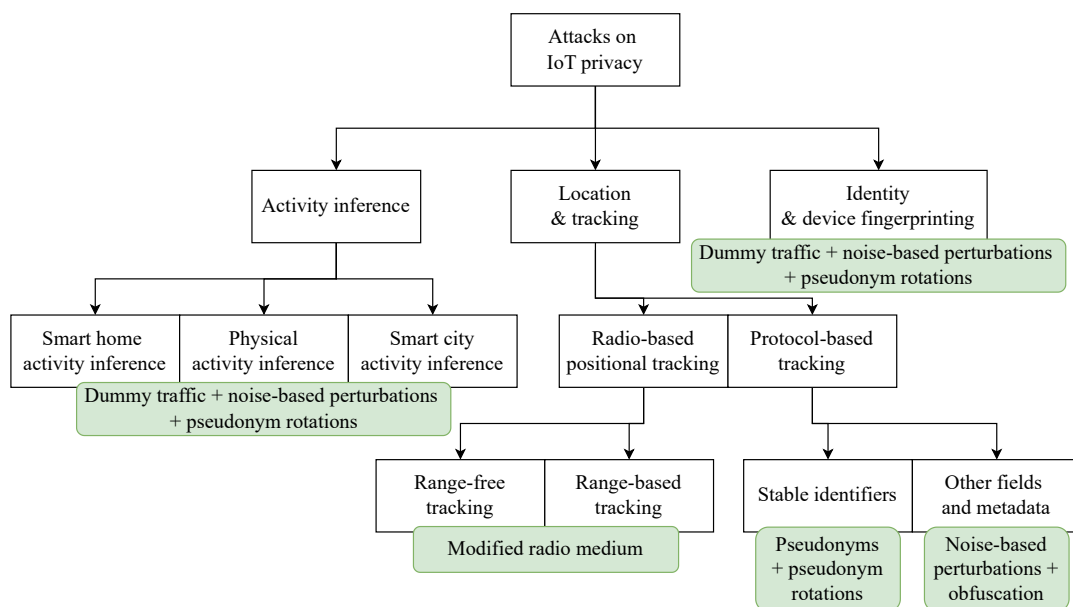 Attacks on
IoT privacy
Activity inference
Location
& tracking
Identity
& device fingerprinting
Dummy traffic + noise-based perturbations
+ pseudonym rotations
Smart home
activity inference
Physical
activity inference
Smart city
activity inference
Dummy traffic + noise-based perturbations
+ pseudonym rotations
Radio-based
positional tracking
Protocol-based
tracking
Range-free
tracking
Range-based
tracking
Modified radio medium
Stable identifiers
Other fields
and metadata
Pseudonyms
+ pseudonym
rotations
Noise-based
perturbations +
obfuscation